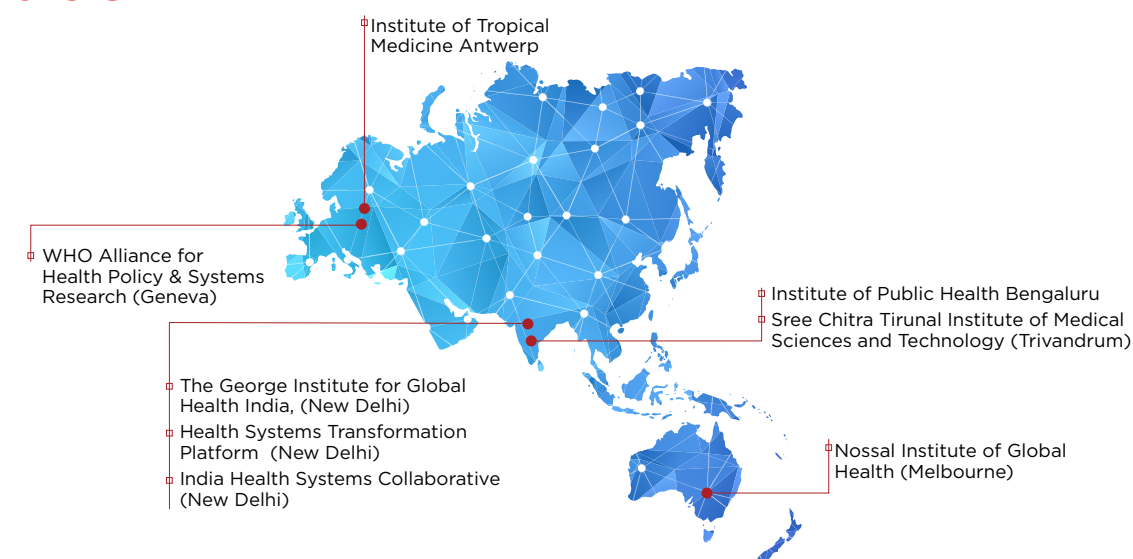 Institute of Tropical
Medicine Antwerp
WHO Alliance for
Health Policy & Systems
Research (Geneva)
Institute of Public Health Bengaluru
Sree Chitra Tirunal Institute of Medical
Sciences and Technology (Trivandrum)
The George Institute for Global
Health India, (New Delhi)
Health Systems Transformation
Platform (New Delhi)
India Health Systems Collaborative
(New Delhi)
Nossal Institute of Global
Health (Melbourne)